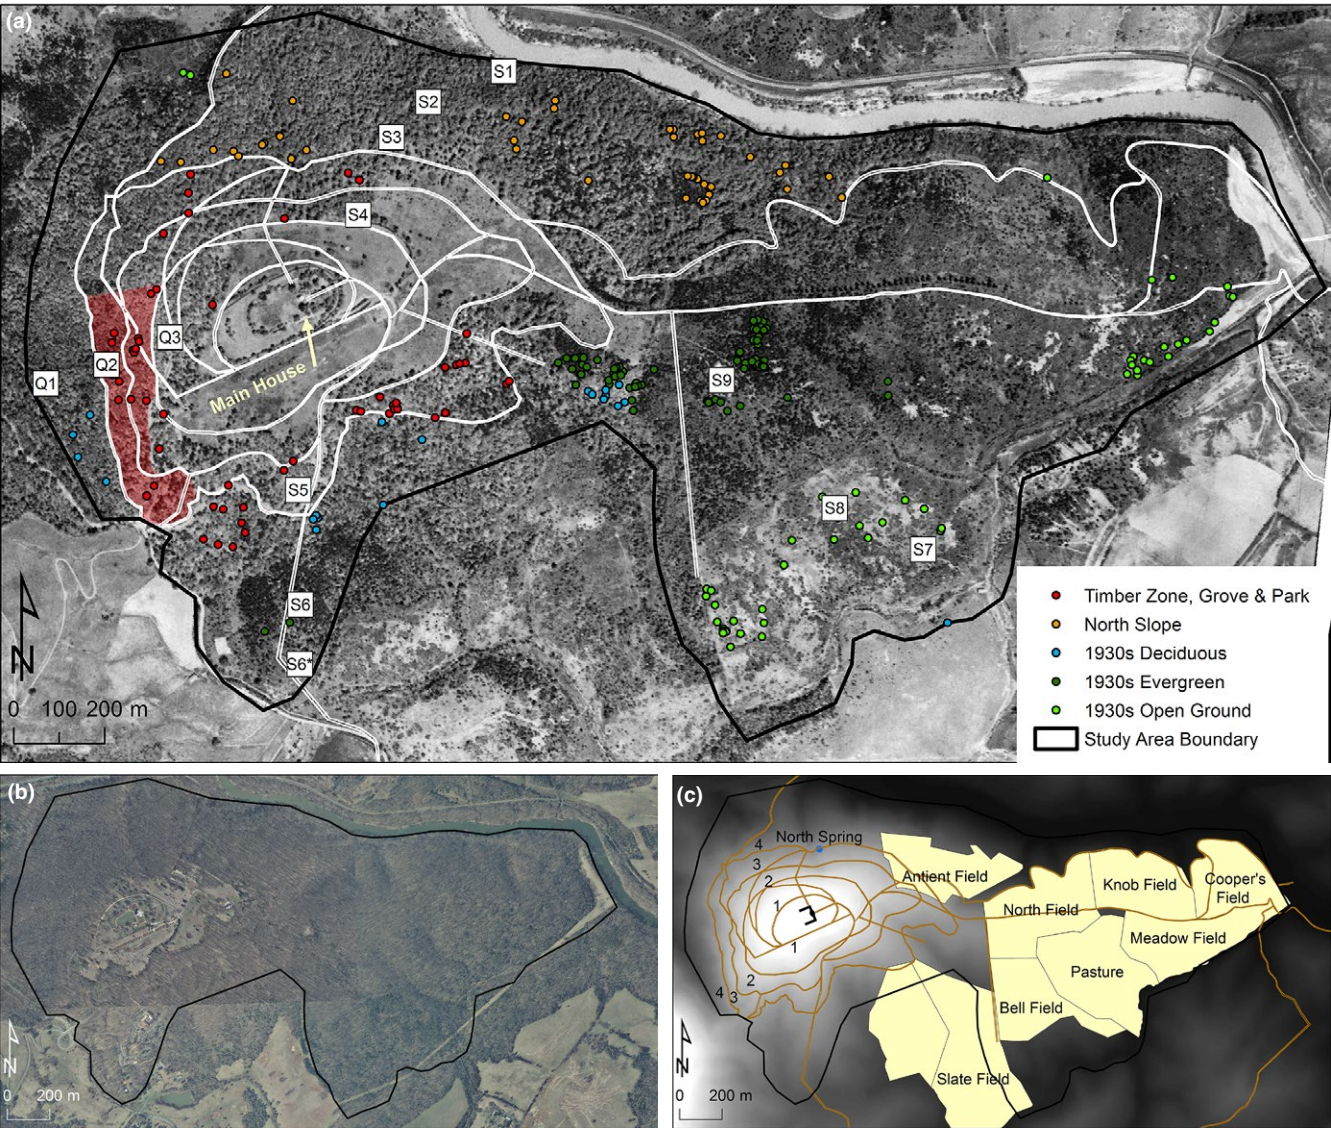 (a)
S1
S2
S3
S4
Q3
Q2
Q1
Main House
S9
S5
S8
S7
S6
S6*
N
0 100 200 m
Timber Zone, Grove & Park
North Slope
1930s Deciduous
1930s Evergreen
1930s Open Ground
Study Area Boundary
(b)
N
0 200 m
(c)
North Spring
4
3
2
1
1
2
3
4
Antient Field
North Field
Knob Field
Cooper's
Field
Meadow Field
Pasture
Bell Field
Slate Field
N
0 200 m